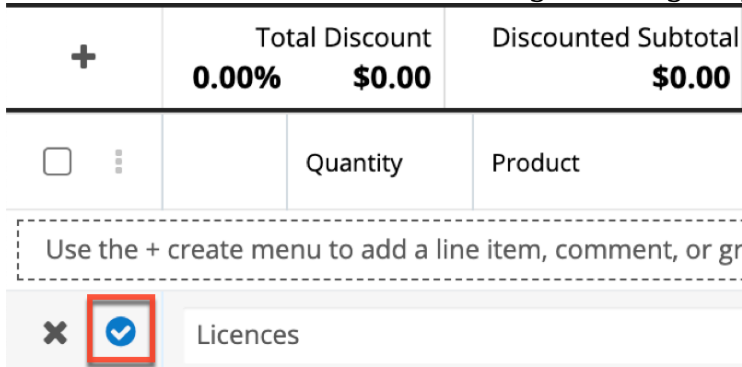 Total Discount Discounted Subtotal
0.00% $0.00 $0.00
Quantity Product
Use the + create menu to add a line item, comment, or gr
Licences